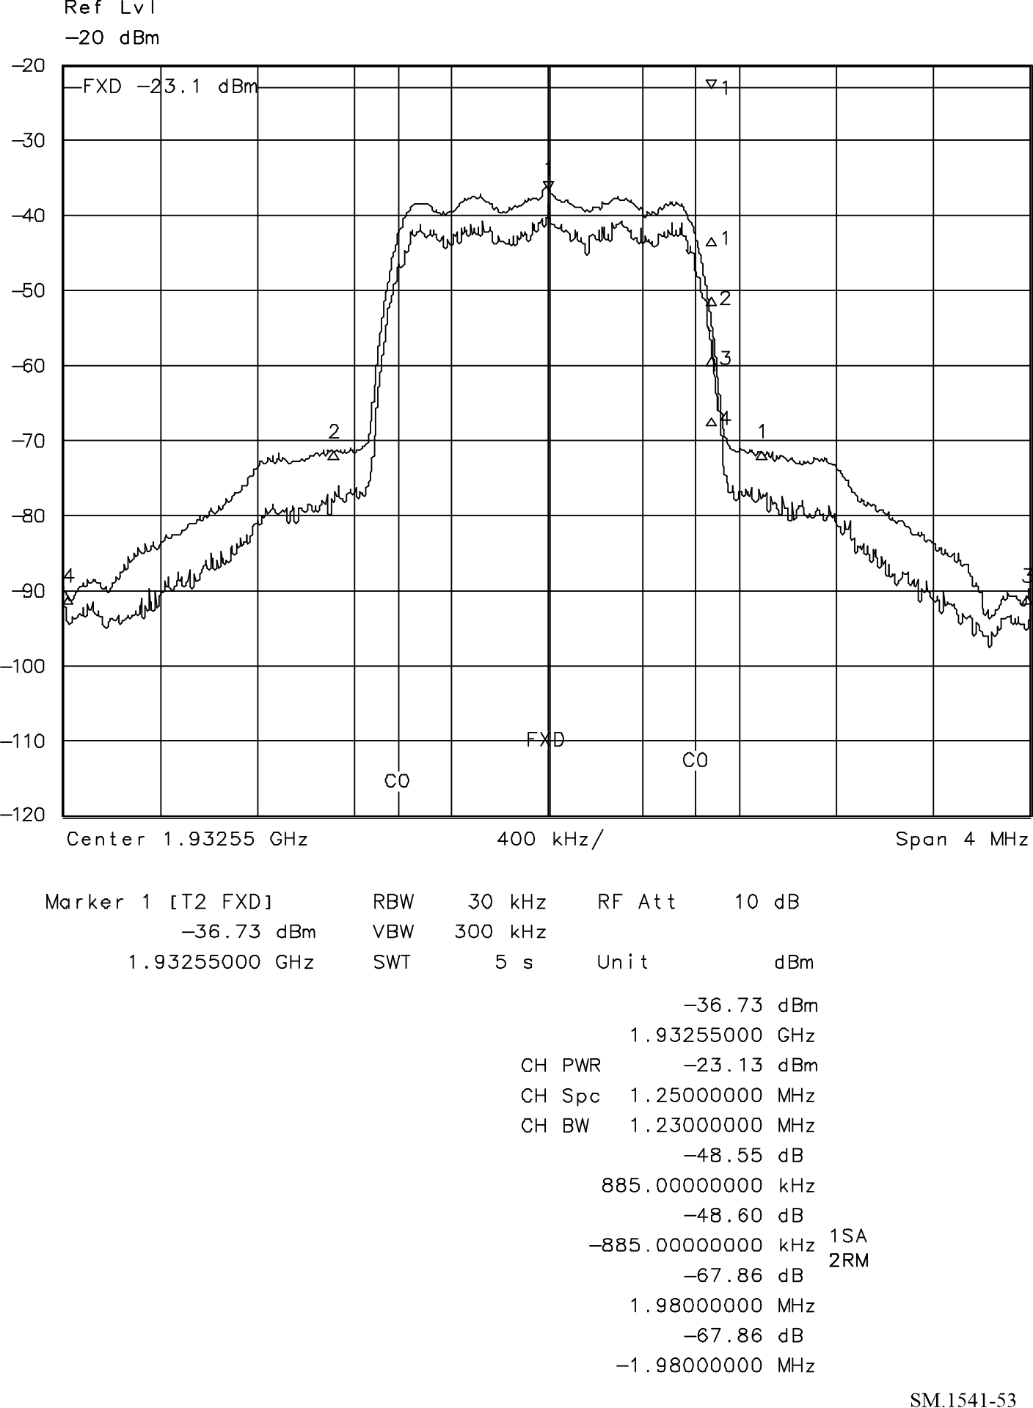 Ref Lvl
−20 dBm
−20
FXD −23.1 dBm
1
−30
1
−40
1
−50
2
−60
3
4
−70
2
1
−80
4
3
−90
−100
−110
FXD
CO
CO
−120
Center 1.93255 GHz 400 kHz/ Span 4 MHz
Marker 1 [T2 FXD] RBW 30 kHz RF Att 10 dB
−36.73 dBm VBW 300 kHz
1.93255000 GHz SWT 5 s Unit dBm
−36.73 dBm
1.93255000 GHz
CH PWR −23.13 dBm
CH Spc 1.25000000 MHz
CH BW 1.23000000 MHz
−48.55 dB
885.00000000 kHz
−48.60 dB
−885.00000000 kHz
1SA
2RM
−67.86 dB
1.98000000 MHz
−67.86 dB
−1.98000000 MHz
SM.1541-53